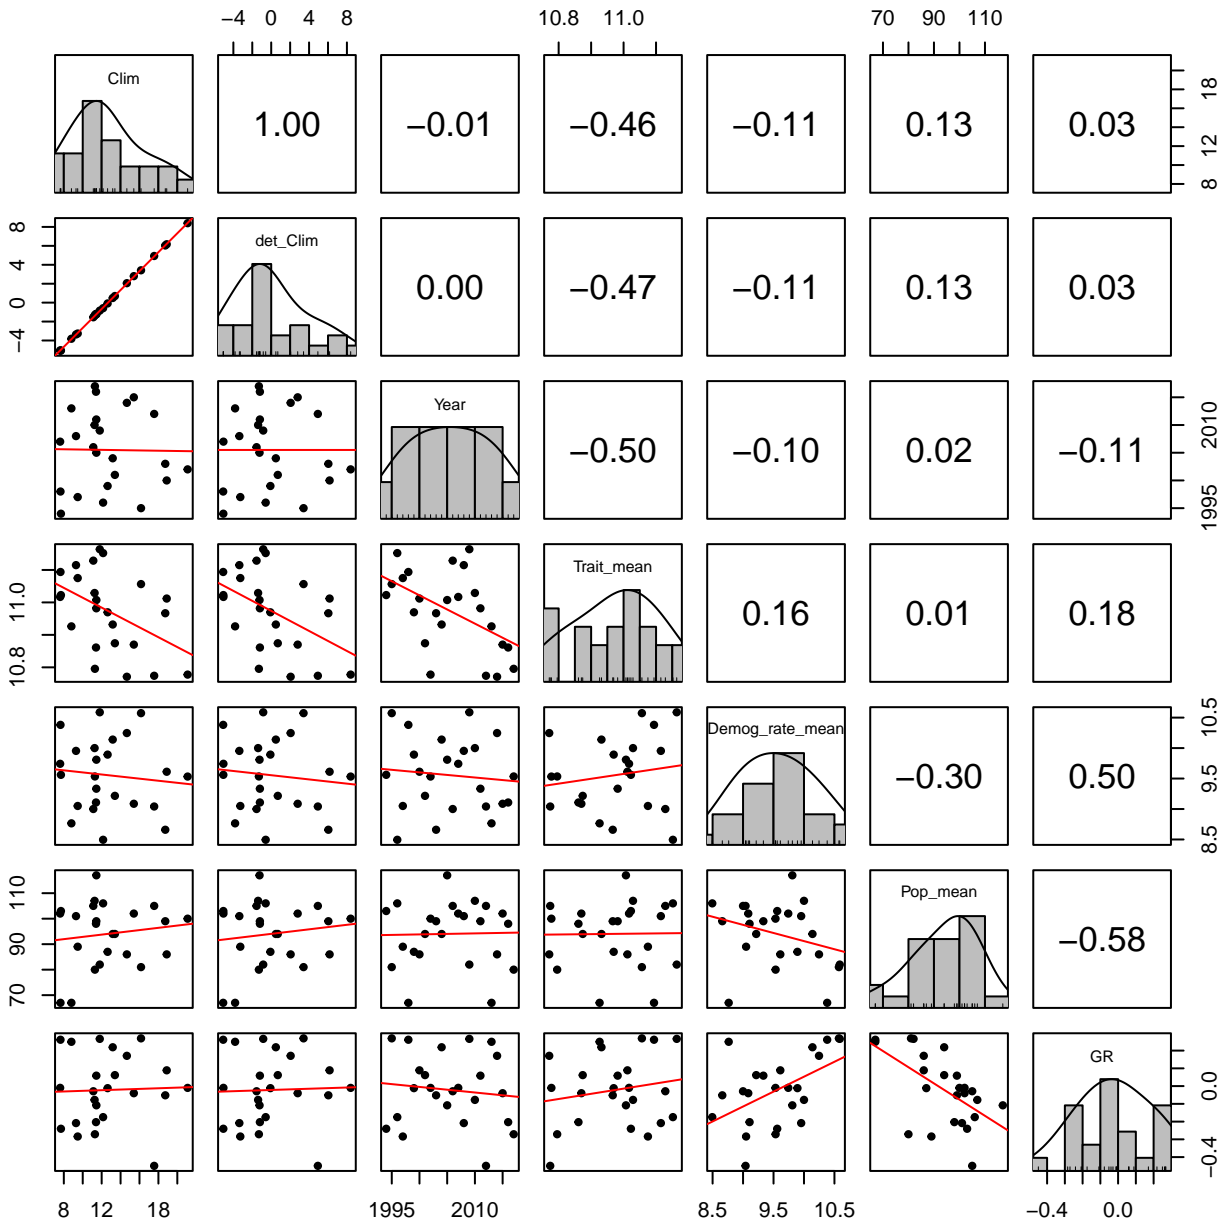 −4 0 4 8 10.8 11.0 70 90 110
Clim
1.00 −0.01 −0.46 −0.11 0.13 0.03
8 12 18
det_Clim
0.00 −0.47 −0.11 0.13 0.03
−4 0 4 8
Year
−0.50 −0.10 0.02 −0.11
1995 2010
Trait_mean
0.16 0.01 0.18
10.8 11.0
Demog_rate_mean
−0.30 0.50
8.5 9.5 10.5
Pop_mean
−0.58
70 90 110
GR
−0.4 0.0
8 12 18 1995 2010 8.5 9.5 10.5 −0.4 0.0